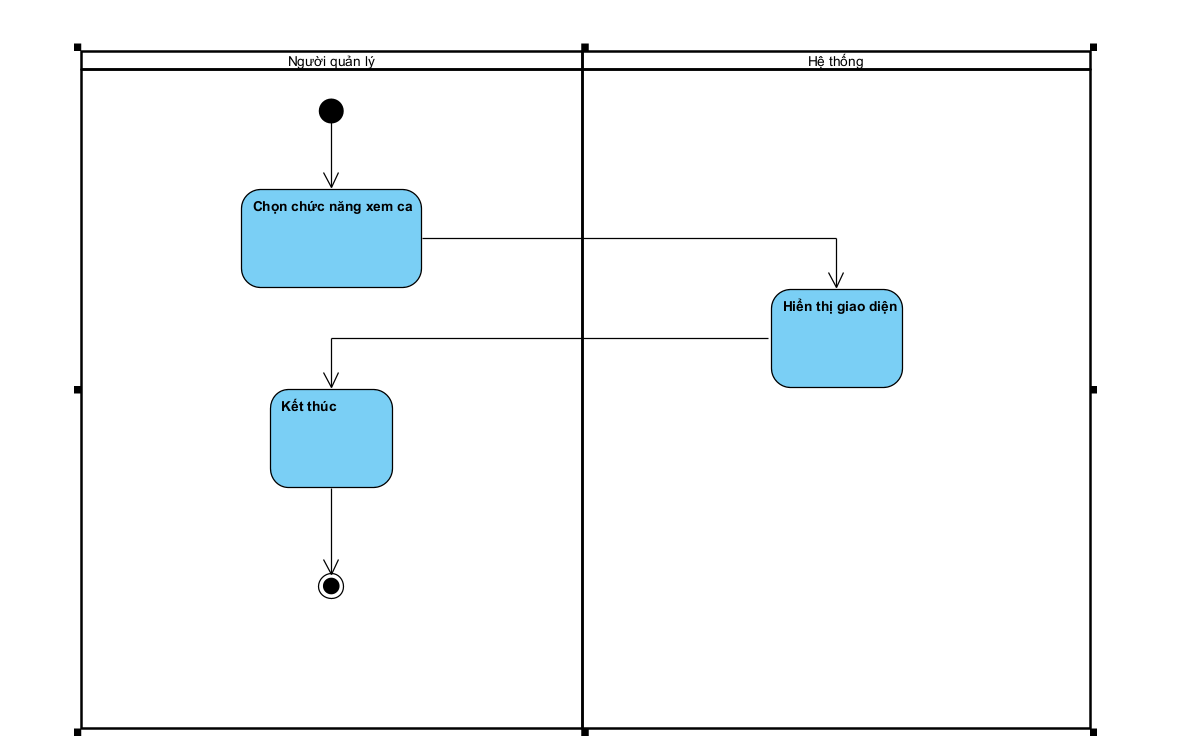 Người quản lý
Hệ thống
Chọn chức năng xem ca
Hiển thị giao diện
Kết thúc